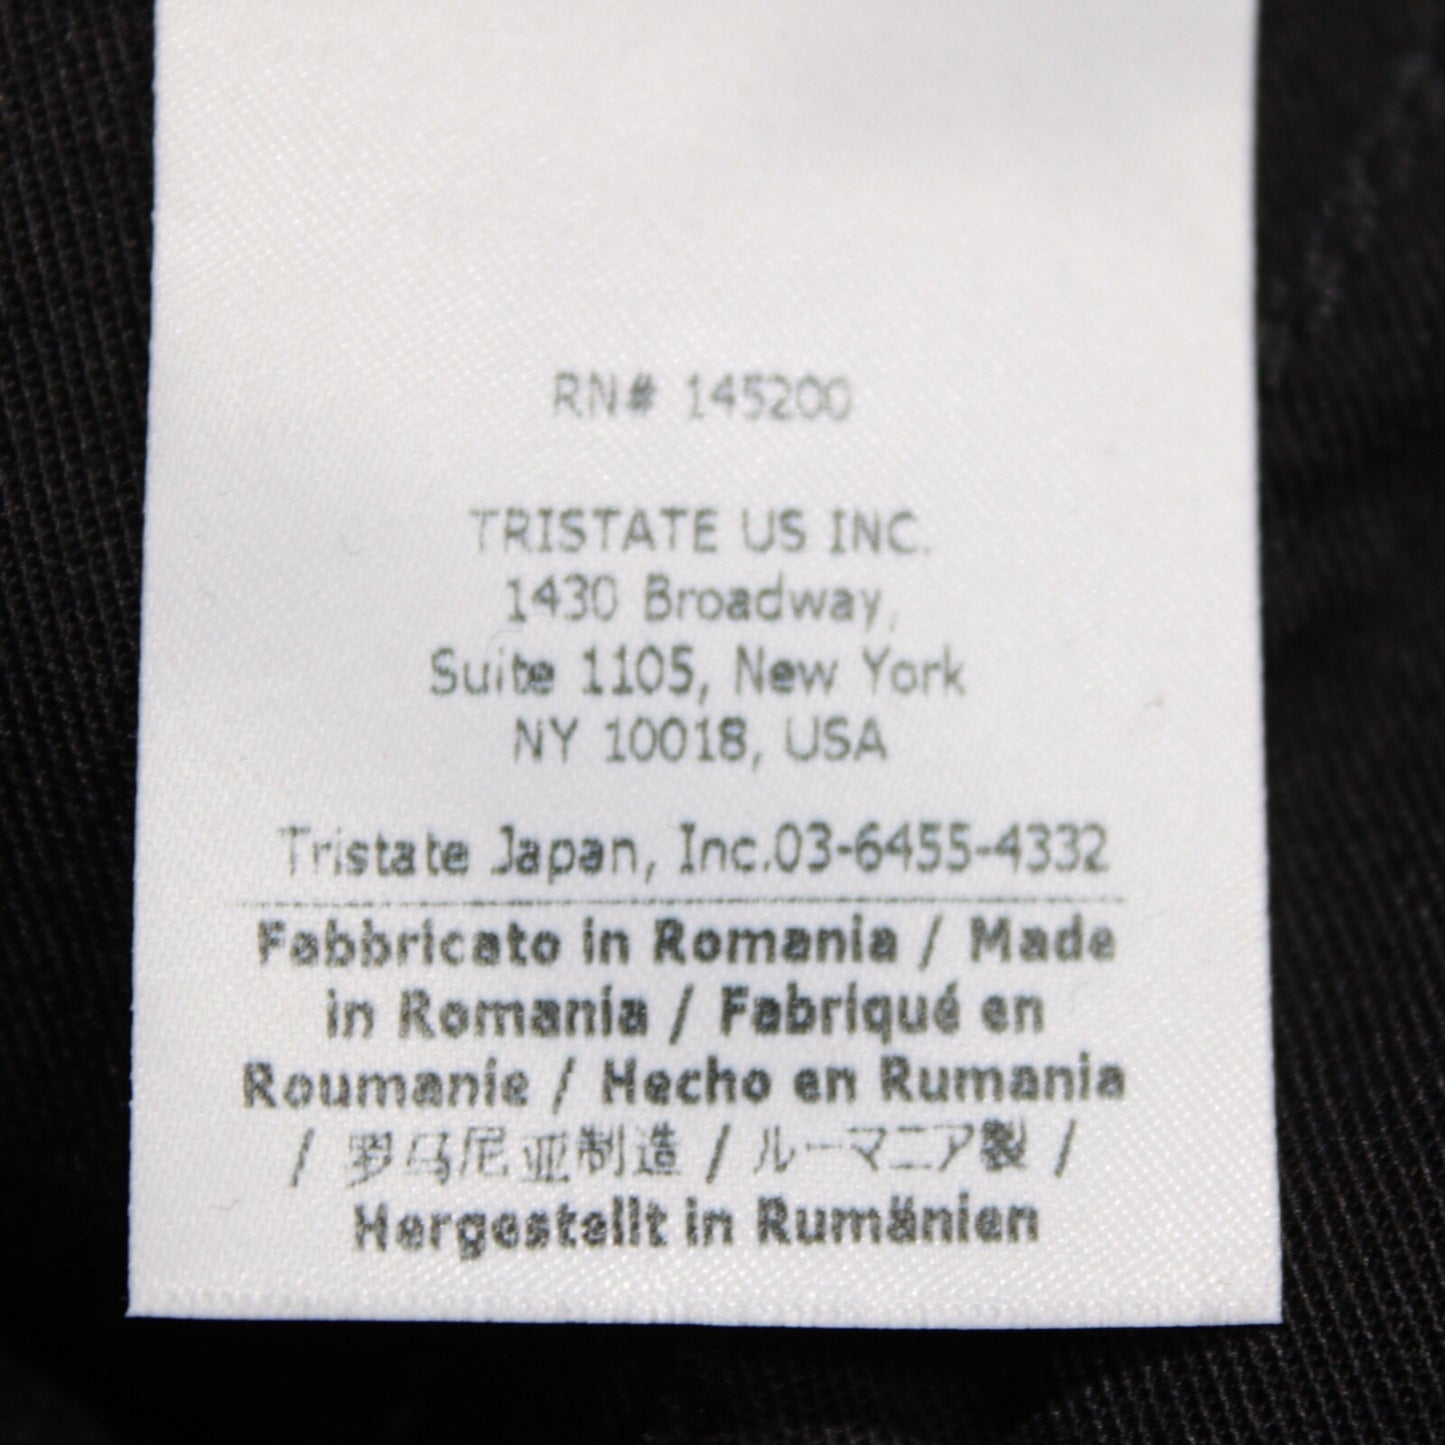 RN# 145200
TRISTATE US INC.
1430 Broadway,
Suite 1105, New York
NY 10018, USA
Tristate Japan, Inc.03-6455-4332
Fabbricato in Romania / Made
in Romania / Fabriqué en
Roumanie / Hecho en Rumania
/ 罗马尼亚制造 / ルーマニア製 /
Hergestellt in Rumänien